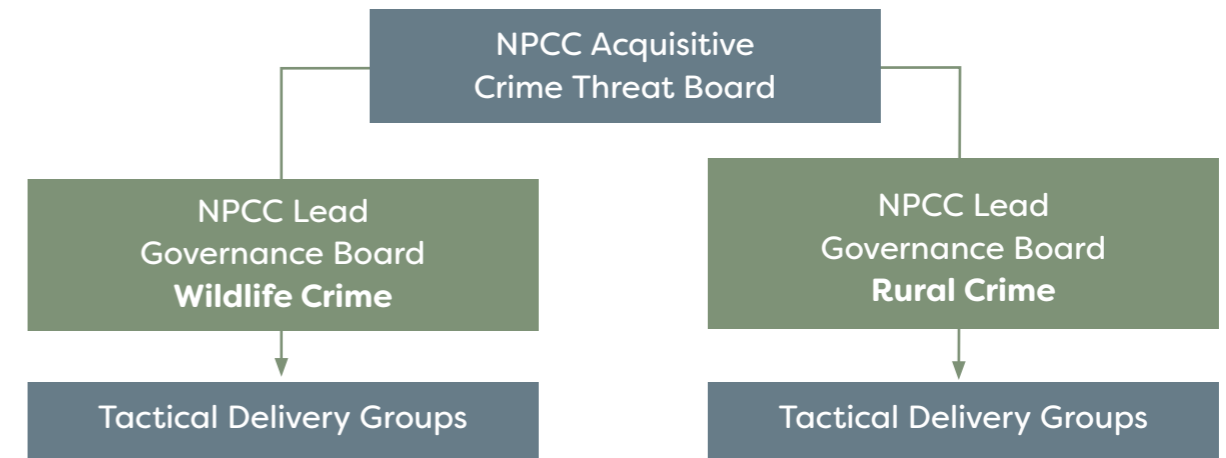 NPCC Acquisitive
Crime Threat Board
NPCC Lead
Governance Board
Wildlife Crime
NPCC Lead
Governance Board
Rural Crime
Tactical Delivery Groups
Tactical Delivery Groups